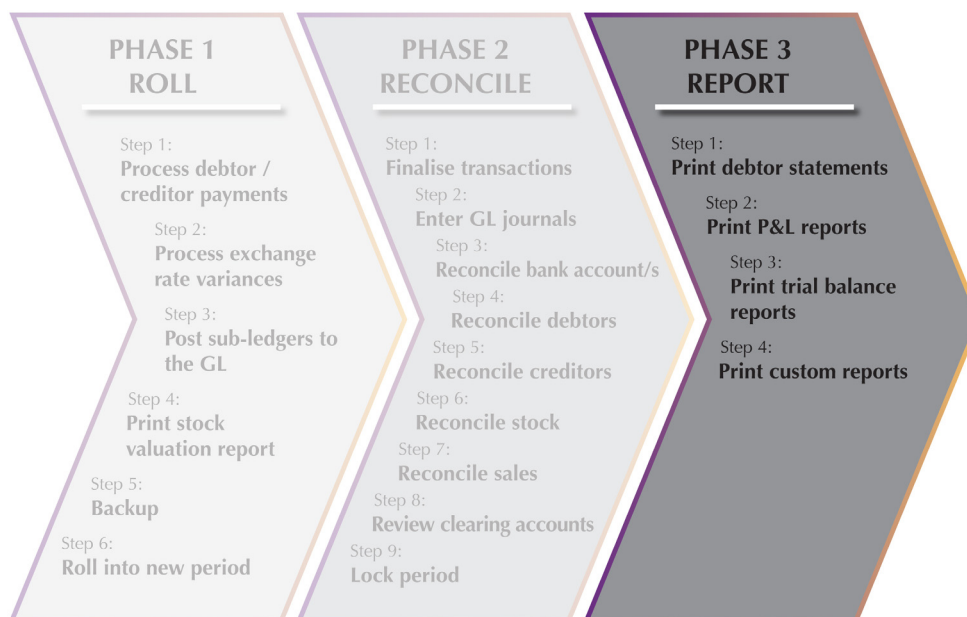 PHASE 1
ROLL
Step 1:
Process debtor /
creditor payments
Step 2:
Process exchange
rate variances
Step 3:
Post sub-ledgers to
the GL
Step 4:
Print stock
valuation report
Step 5:
Backup
Step 6:
Roll into new period
PHASE 2
RECONCILE
Step 1:
Finalise transactions
Step 2:
Enter GL journals
Step 3:
Reconcile bank account/s
Step 4:
Reconcile debtors
Step 5:
Reconcile creditors
Step 6:
Reconcile stock
Step 7:
Reconcile sales
Step 8:
Review clearing accounts
Step 9:
Lock period
PHASE 3
REPORT
Step 1:
Print debtor statements
Step 2:
Print P&L reports
Step 3:
Print trial balance
reports
Step 4:
Print custom reports